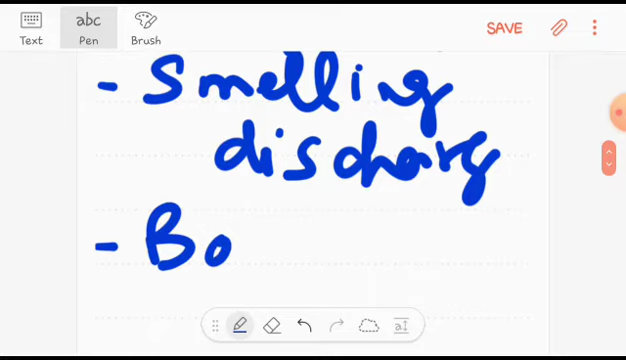 abc
Text Pen Brush SAVE
- Smelling
discharg
- Bo